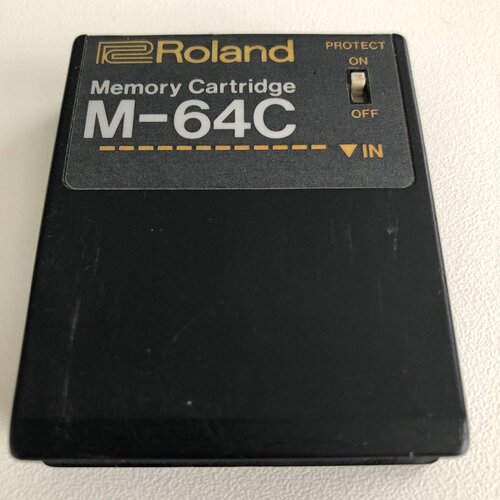 Roland
PROTECT
ON
Memory Cartridge
M-64C
OFF
▼IN